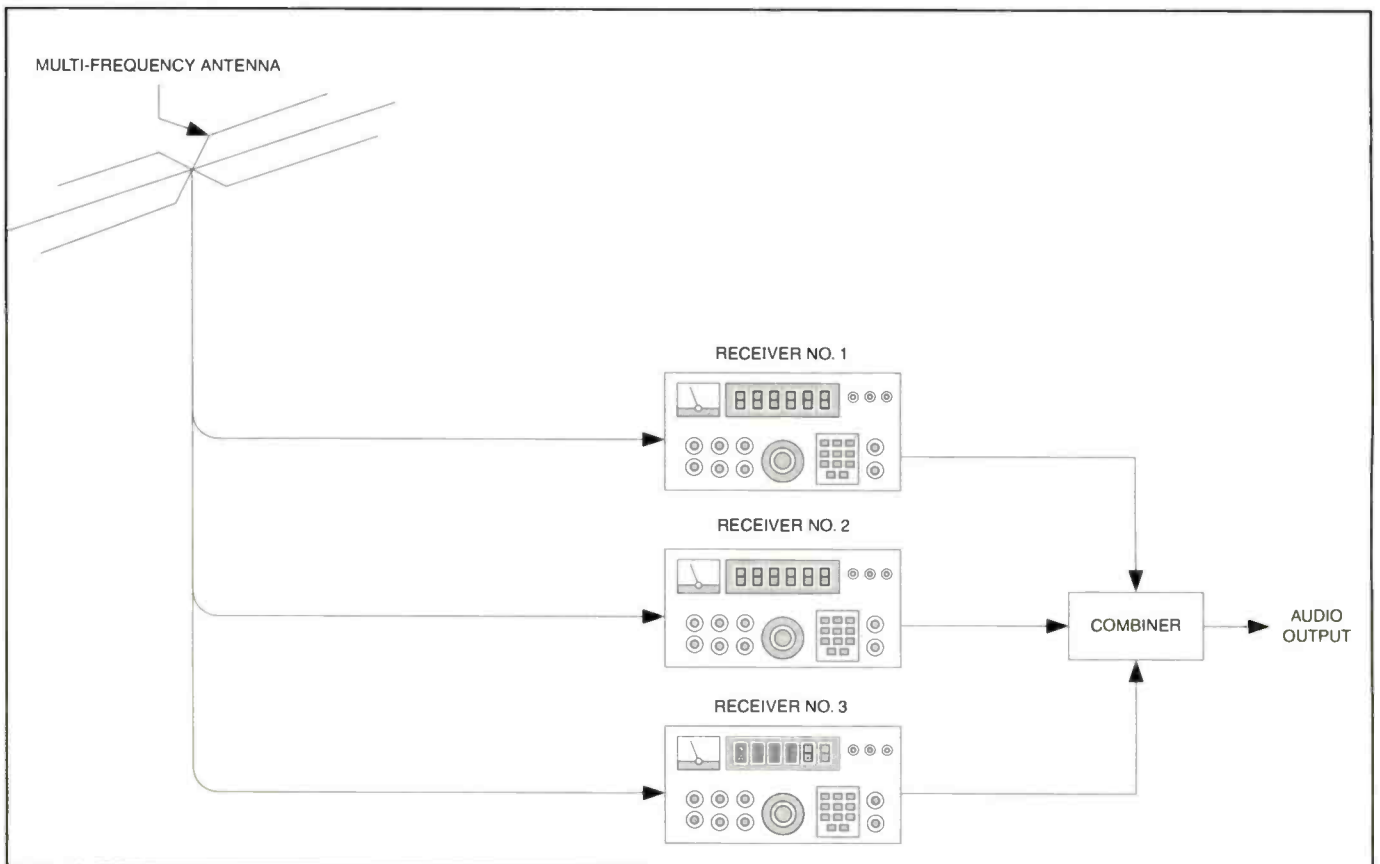 MULTI-FREQUENCY ANTENNA
RECEIVER NO. 1
RECEIVER NO. 2
COMBINER
AUDIO
OUTPUT
RECEIVER NO. 3